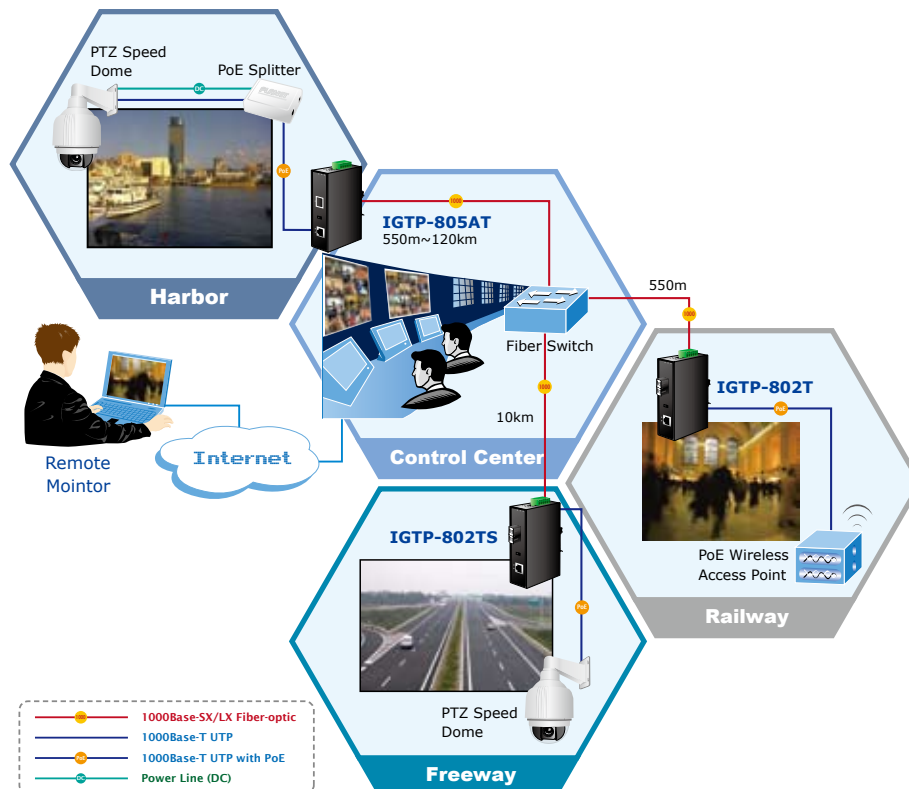 PTZ Speed
Dome
PoE Splitter
DC
PLANET
PoE
1000
IGTP-805AT
550m~120km
Harbor
550m
1000
Fiber Switch
1000
IGTP-802T
PoE
10km
Remote
Mointor
Internet
Control Center
IGTP-802TS
PoE Wireless
Access Point
PoE
Railway
PTZ Speed
Dome
Freeway
1000 1000Base-SX/LX Fiber-optic
1000Base-T UTP
PoE 1000Base-T UTP with PoE
DC Power Line (DC)